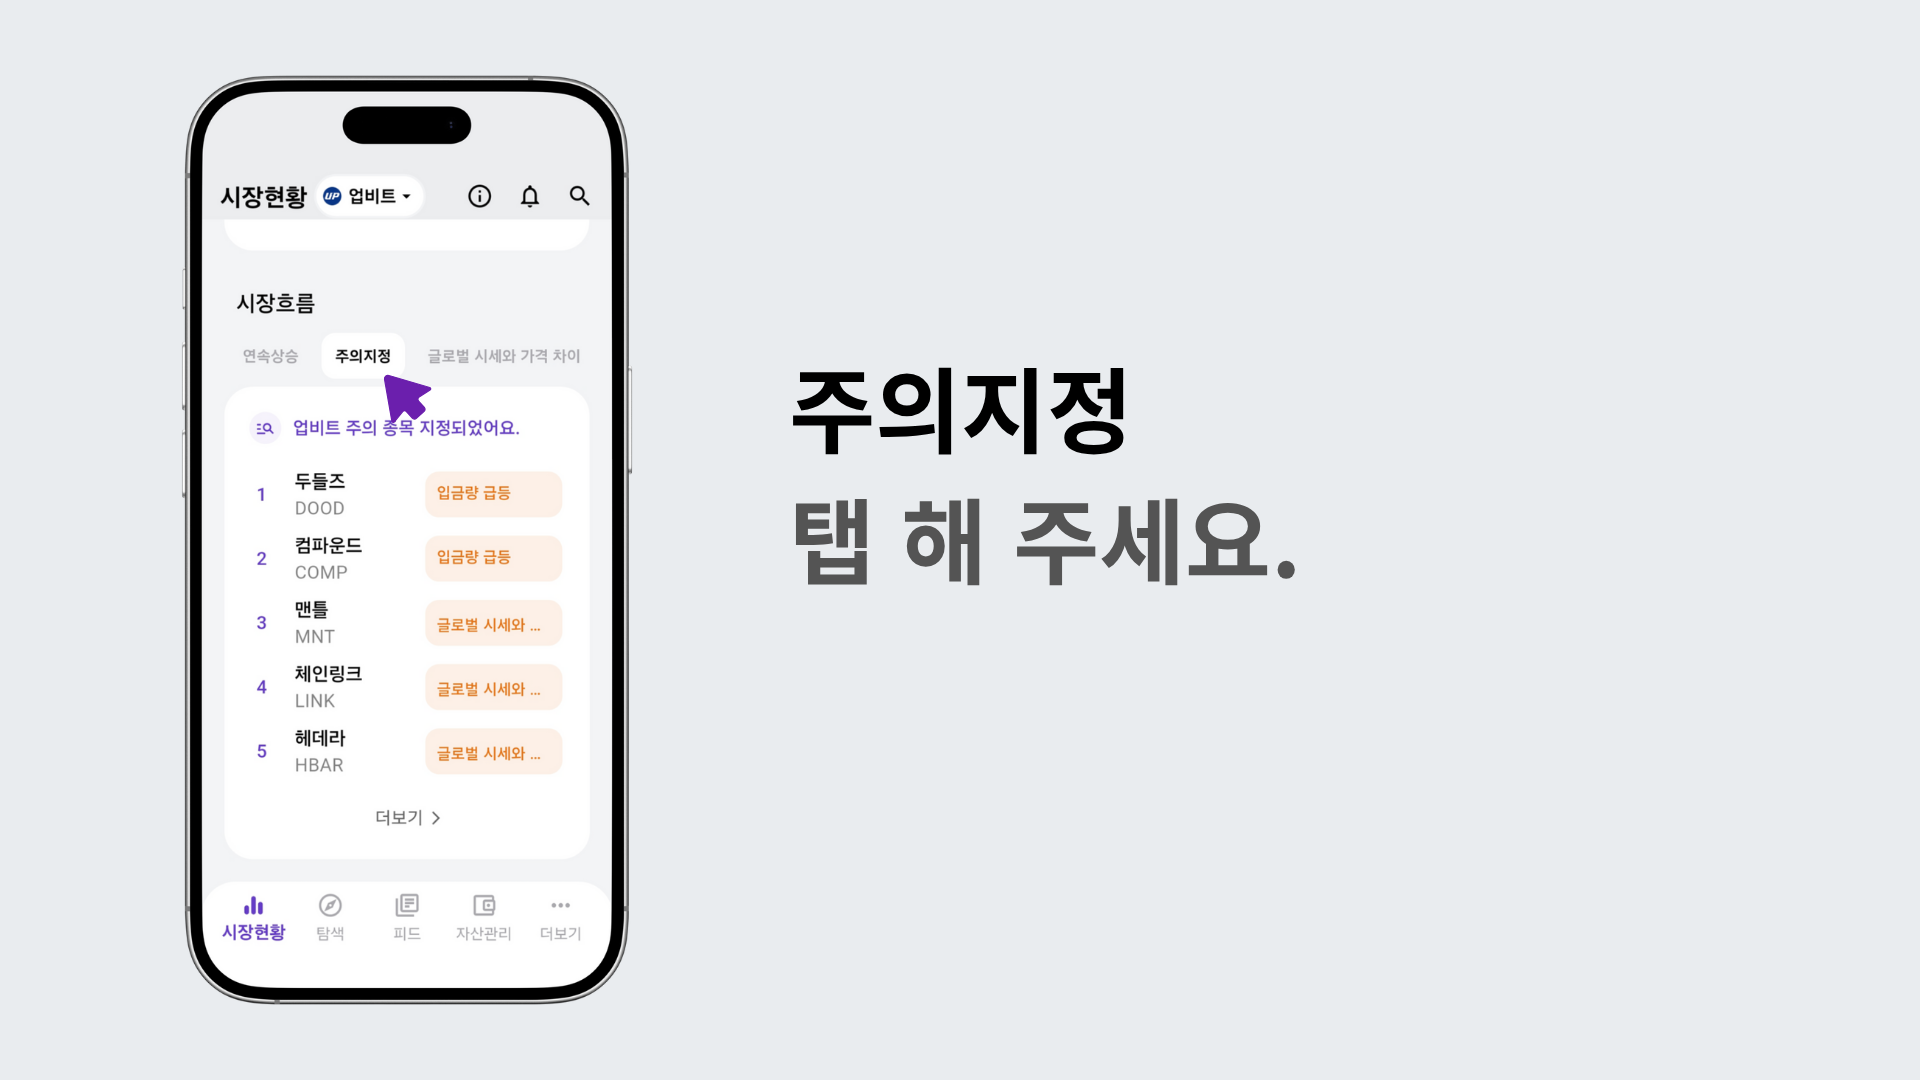 시장현황 UP 업비트
시장흐름
연속상승 주의지정 글로벌 시세와 가격 차이
업비트 주의 종목 지정되었어요.
1 두들즈 입금량 급등
DOOD
2 컴파운드 입금량 급등
COMP
3 맨틀 글로벌 시세와 ...
MNT
4 체인링크 글로벌 시세와 ...
LINK
5 헤데라 글로벌 시세와 ...
HBAR
더보기
시장현황 탐색 피드 자산관리 더보기
주의지정
탭 해 주세요.